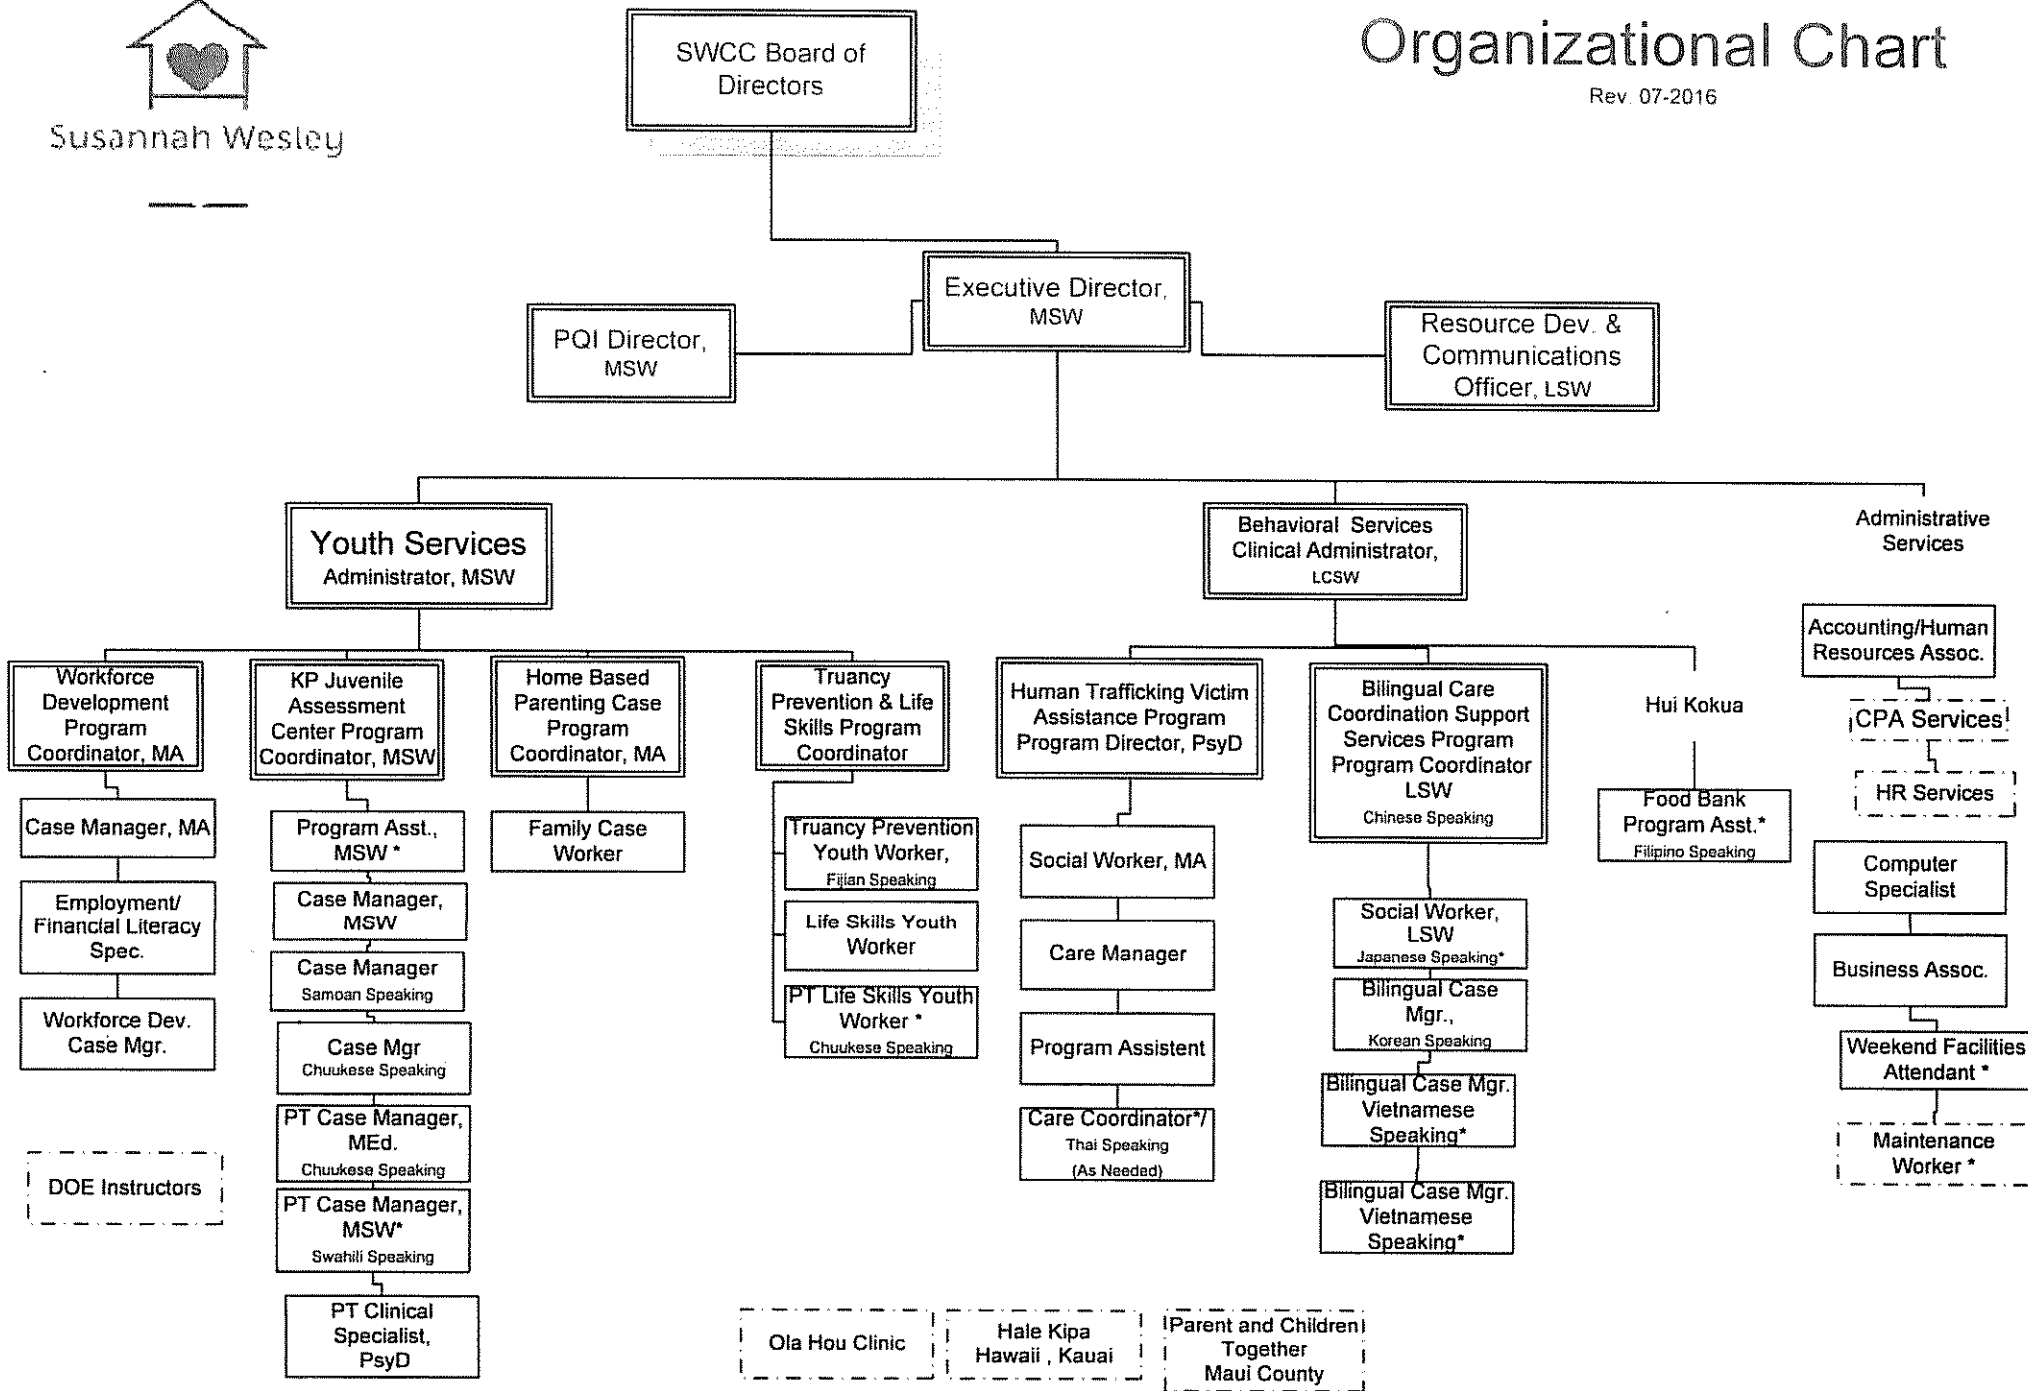 Susannah Wesley
Organizational Chart
Rev. 07-2016
SWCC Board of
Directors
Executive Director,
MSW
PQI Director,
MSW
Resource Dev. &
Communications
Officer, LSW
Youth Services
Administrator, MSW
Behavioral Services
Clinical Administrator,
LCSW
Administrative
Services
Workforce
Development
Program
Coordinator, MA
Case Manager, MA
Employment/
Financial Literacy
Spec.
Workforce Dev.
Case Mgr.
DOE Instructors
KP Juvenile
Assessment
Center Program
Coordinator, MSW
Program Asst.,
MSW *
Case Manager,
MSW
Case Manager
Samoan Speaking
Case Mgr
Chuukese Speaking
PT Case Manager,
MEd.
Chuukese Speaking
PT Case Manager,
MSW*
Swahili Speaking
PT Clinical
Specialist,
PsyD
Home Based
Parenting Case
Program
Coordinator, MA
Family Case
Worker
Truancy
Prevention & Life
Skills Program
Coordinator
Truancy Prevention
Youth Worker,
Fijian Speaking
Life Skills Youth
Worker
PT Life Skills Youth
Worker *
Chuukese Speaking
Human Trafficking Victim
Assistance Program
Program Director, PsyD
Social Worker, MA
Care Manager
Program Assistent
Care Coordinator*/
Thai Speaking
(As Needed)
Bilingual Care
Coordination Support
Services Program
Program Coordinator
LSW
Chinese Speaking
Social Worker,
LSW
Japanese Speaking*
Bilingual Case
Mgr.,
Korean Speaking
Bilingual Case Mgr.
Vietnamese
Speaking*
Bilingual Case Mgr.
Vietnamese
Speaking*
Hui Kokua
Food Bank
Program Asst.*
Filipino Speaking
Accounting/Human
Resources Assoc.
CPA Services
HR Services
Computer
Specialist
Business Assoc.
Weekend Facilities
Attendant *
Maintenance
Worker *
Ola Hou Clinic
Hale Kipa
Hawaii , Kauai
Parent and Children
Together
Maui County